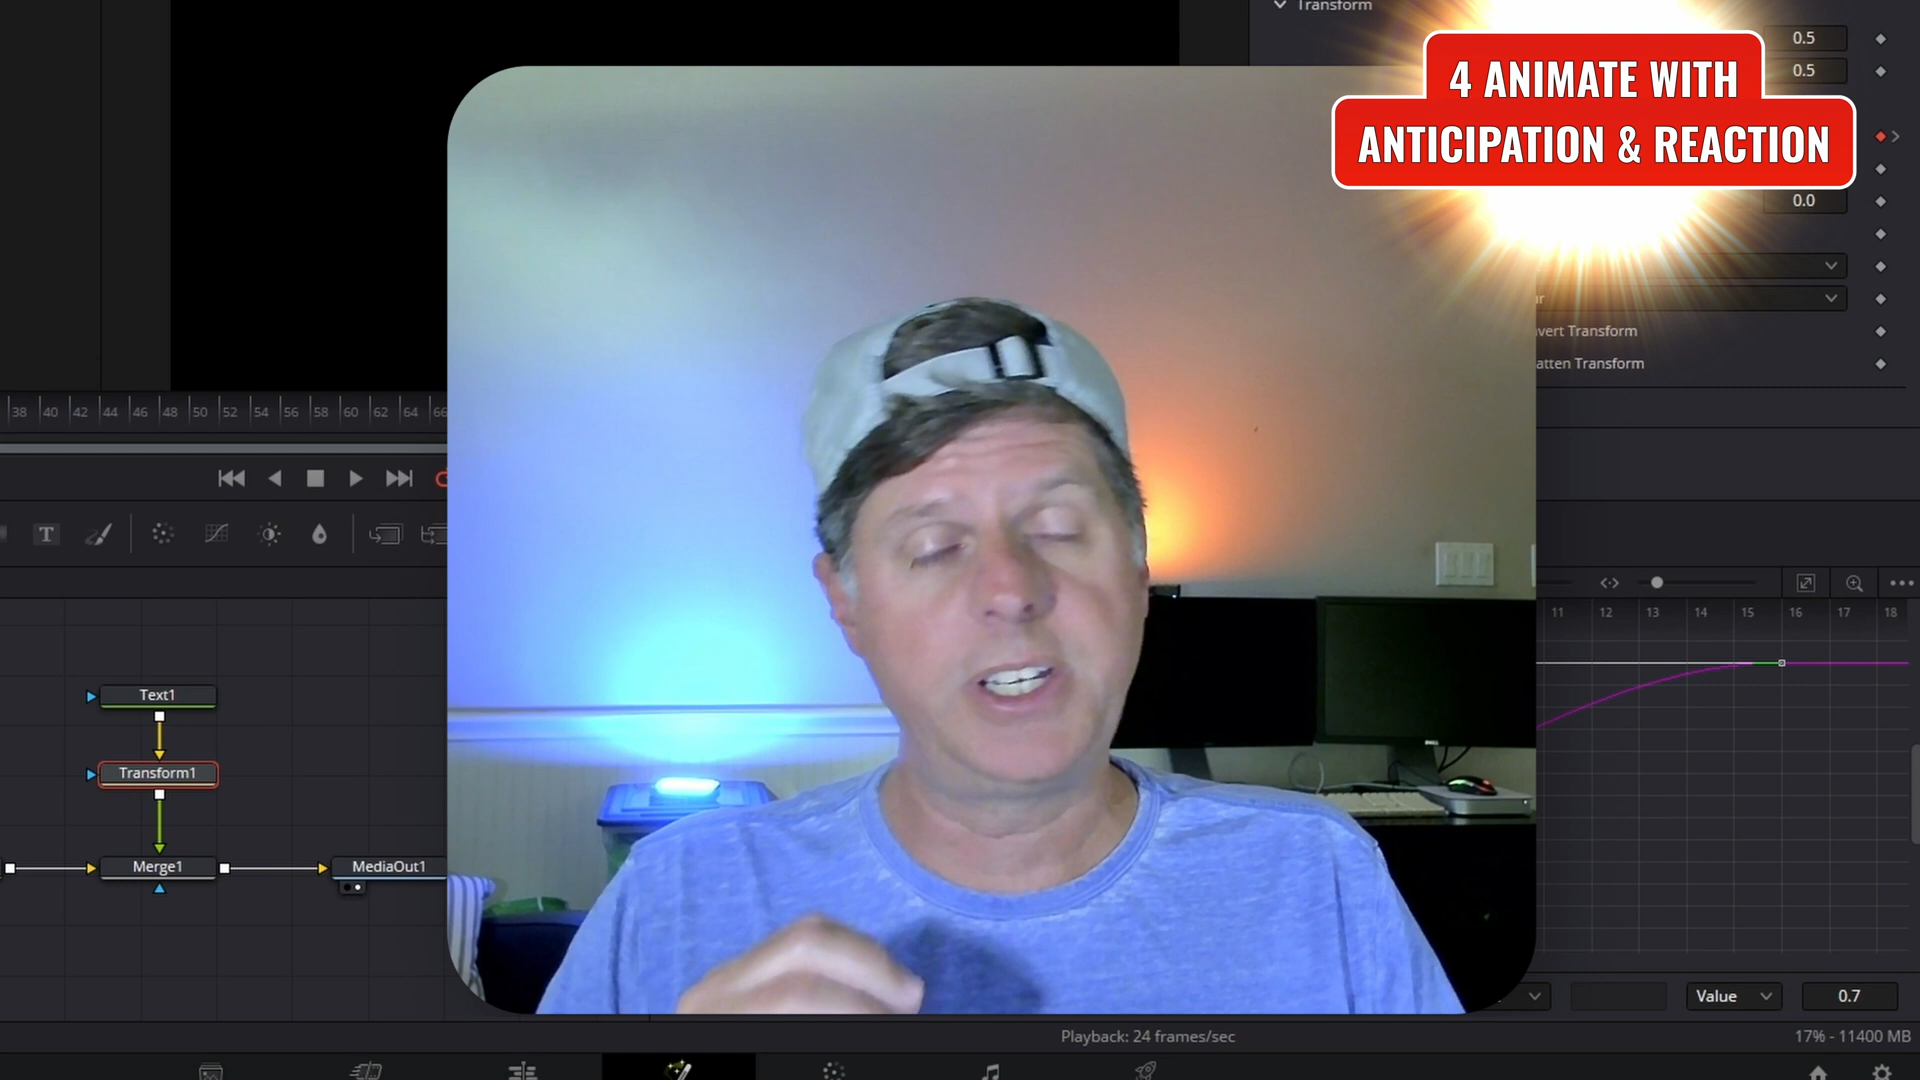 Transform
0.5
4 ANIMATE WITH
ANTICIPATION & REACTION
0.5
0.0
vert Transform
atten Transform
38 40 42 44 46 48 50 52 54 56 58 60 62 64 66
T
11 12 13 14 15 16 17 18
Text1
Transform1
Merge1
MediaOut1
Value
0.7
Playback: 24 frames/sec
17% - 11400 MB